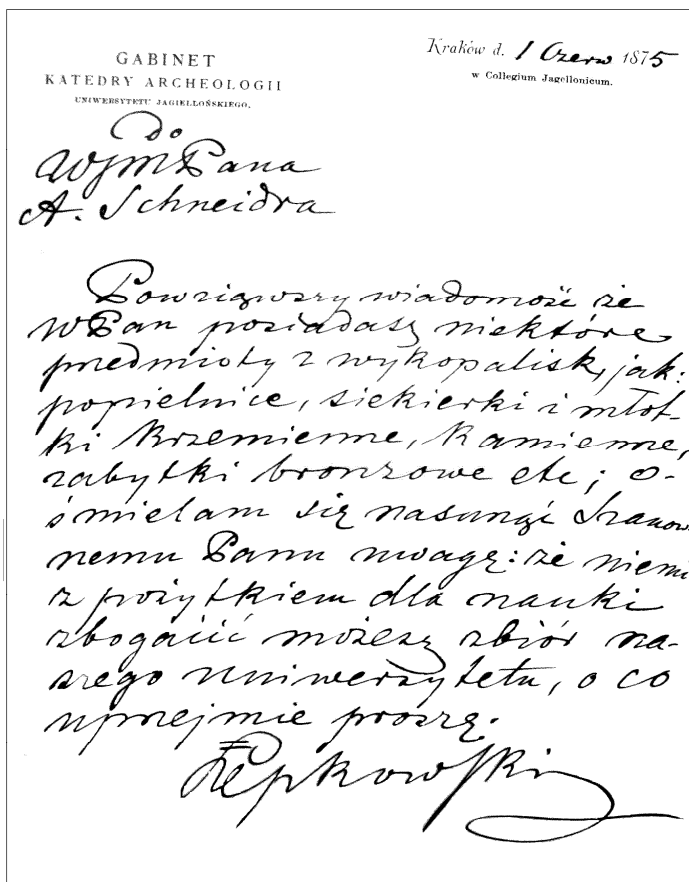 GABINET
KATEDRY ARCHEOLOGII
UNIWERSYTETU JAGIELLOŃSKIEGO.
Kraków d. 1 Czerw 1875
w Collegium Jagellonicum.
do
WJMPana
A. Schneidra
Powziąwszy wiadomość że
WPan posiadasz niektóre
przedmioty z wykopalisk, jak:
popielnice, siekierki i młot-
ki krzemienne, kamienne,
zabytki bronzowe etc; o-
śmielam się nasunąć Szanow-
nemu Panu uwagę: że niemi
z pożytkiem dla nauki
zbogacić możesz zbiór na-
szego Uniwersytetu, o co
uprzejmie proszę.
Łepkowski